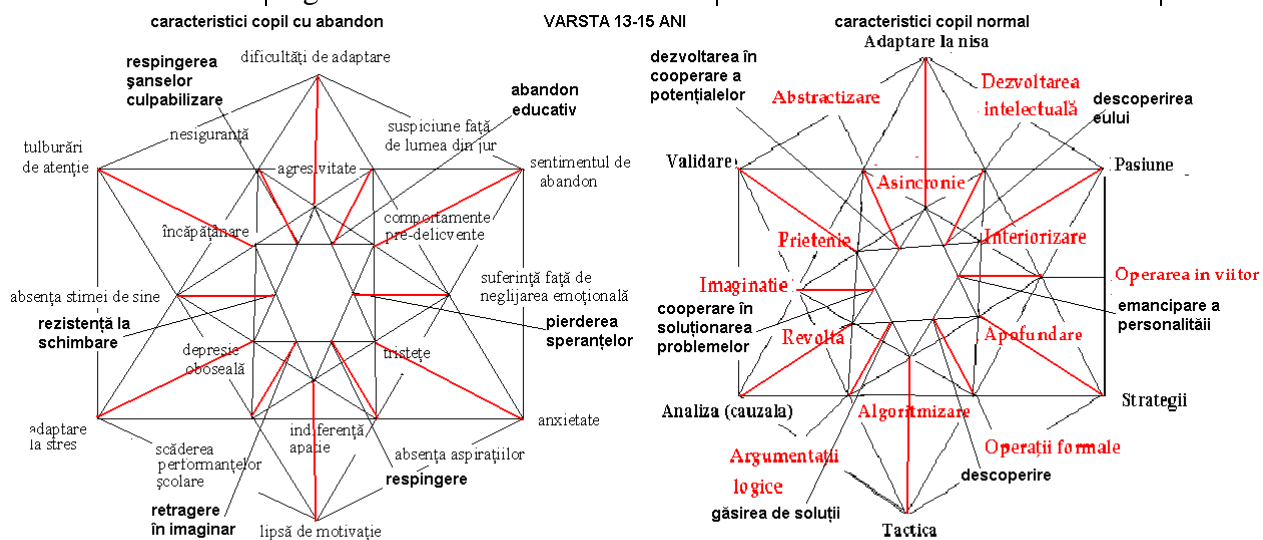 caracteristici copil cu abandon
VARSTA 13-15 ANI
caracteristici copil normal
dificultăți de adaptare
respingerea
şanselor
culpabilizare
abandon
educativ
nesiguranță
suspiciune față
de lumea din jur
tulburări
de atenție
agresivitate
sentimentul de
abandon
încăpățânare
comportamente
pre-delicvente
absența stimei de sine
suferință față de
neglijarea emoțională
rezistență la
schimbare
pierderea
speranțelor
depresie
oboseală
tristețe
adaptare
la stres
anxietate
indiferență
apatie
scăderea
performanțelor
şcolare
absența aspirațiilor
respingere
retragere
în imaginar
lipsă de motivație
Adaptare la nisa
dezvoltarea în
cooperare a
potențialelor
Abstractizare
Dezvoltarea
intelectuală
descoperirea
eului
Validare
Pasiune
Asincronie
Prietenie
Interiorizare
Imaginatie
Operarea in viitor
cooperare în
soluționarea
problemelor
emancipare a
personalităii
Revoltă
Apofundare
Analiza (cauzala)
Algoritmizare
Strategii
Argumentații
logice
Operații formale
descoperire
găsirea de soluții
Tactica